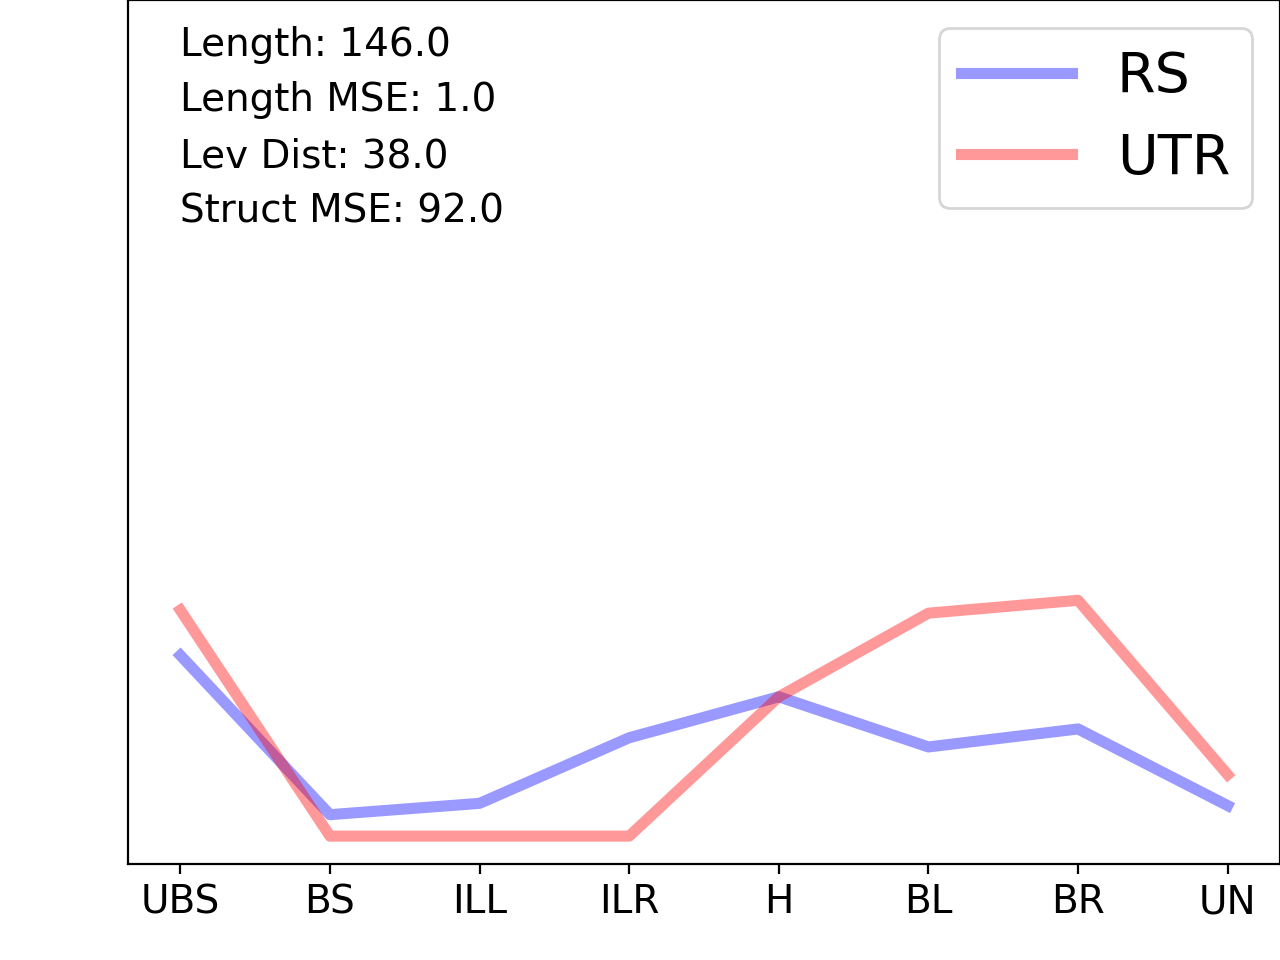 Length: 146.0
Length MSE: 1.0
Lev Dist: 38.0
Struct MSE: 92.0
RS
UTR
UBS BS ILL ILR H BL BR UN